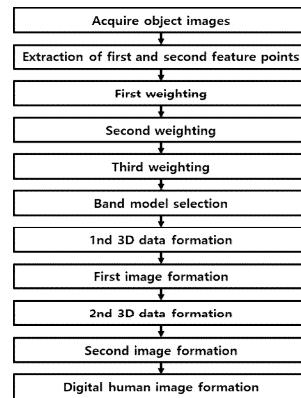 Acquire object images
Extraction of first and second feature points
First weighting
Second weighting
Third weighting
Band model selection
1nd 3D data formation
First image formation
2nd 3D data formation
Second image formation
Digital human image formation